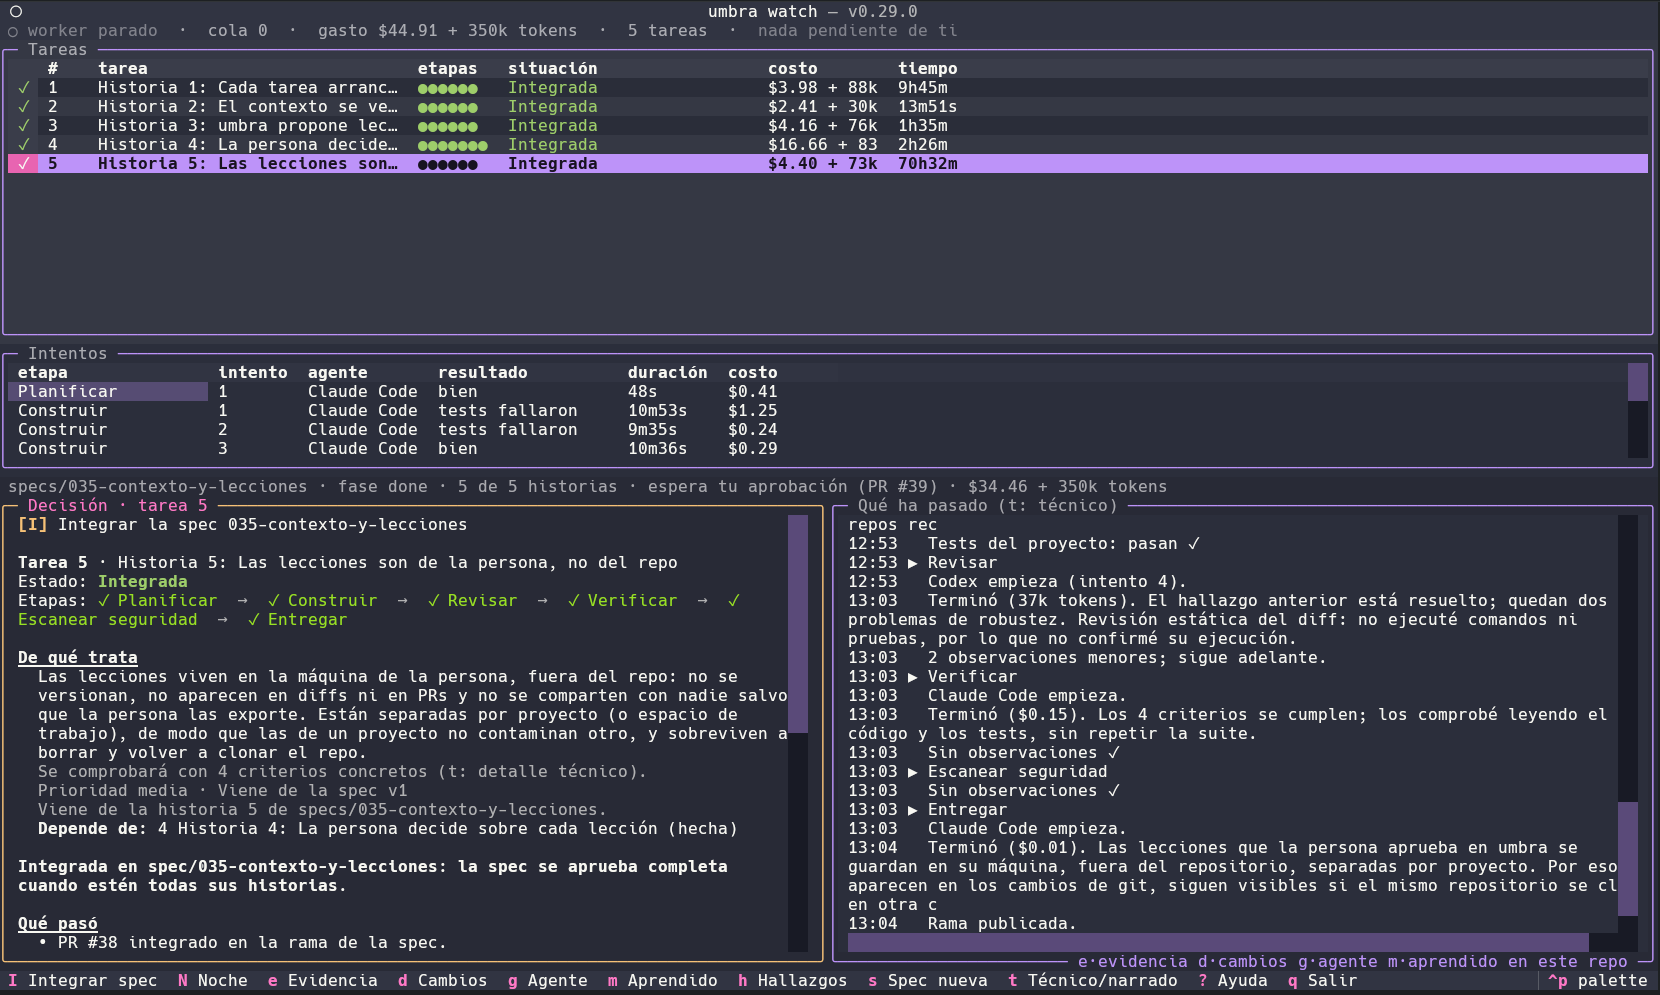 umbra watch — v0.29.0
○ worker parado · cola 0 · gasto $44.91 + 350k tokens · 5 tareas · nada pendiente de ti
Tareas
# tarea etapas situación costo tiempo
✓ 1 Historia 1: Cada tarea arranc… ●●●●●● Integrada $3.98 + 88k 9h45m
✓ 2 Historia 2: El contexto se ve… ●●●●●● Integrada $2.41 + 30k 13m51s
✓ 3 Historia 3: umbra propone lec… ●●●●●● Integrada $4.16 + 76k 1h35m
✓ 4 Historia 4: La persona decide… ●●●●●●● Integrada $16.66 + 83 2h26m
✓ 5 Historia 5: Las lecciones son… ●●●●●● Integrada $4.40 + 73k 70h32m
Intentos
etapa intento agente resultado duración costo
Planificar 1 Claude Code bien 48s $0.41
Construir 1 Claude Code tests fallaron 10m53s $1.25
Construir 2 Claude Code tests fallaron 9m35s $0.24
Construir 3 Claude Code bien 10m36s $0.29
specs/035-contexto-y-lecciones · fase done · 5 de 5 historias · espera tu aprobación (PR #39) · $34.46 + 350k tokens
Decisión · tarea 5
[I] Integrar la spec 035-contexto-y-lecciones
Tarea 5 · Historia 5: Las lecciones son de la persona, no del repo
Estado: Integrada
Etapas: ✓ Planificar → ✓ Construir → ✓ Revisar → ✓ Verificar → ✓
Escanear seguridad → ✓ Entregar
De qué trata
Las lecciones viven en la máquina de la persona, fuera del repo: no se
versionan, no aparecen en diffs ni en PRs y no se comparten con nadie salvo
que la persona las exporte. Están separadas por proyecto (o espacio de
trabajo), de modo que las de un proyecto no contaminan otro, y sobreviven a
borrar y volver a clonar el repo.
Se comprobará con 4 criterios concretos (t: detalle técnico).
Prioridad media · Viene de la spec v1
Viene de la historia 5 de specs/035-contexto-y-lecciones.
Depende de: 4 Historia 4: La persona decide sobre cada lección (hecha)
Integrada en spec/035-contexto-y-lecciones: la spec se aprueba completa
cuando estén todas sus historias.
Qué pasó
• PR #38 integrado en la rama de la spec.
Qué ha pasado (t: técnico)
repos rec
12:53 Tests del proyecto: pasan ✓
12:53 ▶ Revisar
12:53 Codex empieza (intento 4).
13:03 Terminó (37k tokens). El hallazgo anterior está resuelto; quedan dos
problemas de robustez. Revisión estática del diff: no ejecuté comandos ni
pruebas, por lo que no confirmé su ejecución.
13:03 2 observaciones menores; sigue adelante.
13:03 ▶ Verificar
13:03 Claude Code empieza.
13:03 Terminó ($0.15). Los 4 criterios se cumplen; los comprobé leyendo el
código y los tests, sin repetir la suite.
13:03 Sin observaciones ✓
13:03 ▶ Escanear seguridad
13:03 Sin observaciones ✓
13:03 ▶ Entregar
13:03 Claude Code empieza.
13:04 Terminó ($0.01). Las lecciones que la persona aprueba en umbra se
guardan en su máquina, fuera del repositorio, separadas por proyecto. Por eso
aparecen en los cambios de git, siguen visibles si el mismo repositorio se cl
en otra c
13:04 Rama publicada.
e·evidencia d·cambios g·agente m·aprendido en este repo
I Integrar spec N Noche e Evidencia d Cambios g Agente m Aprendido h Hallazgos s Spec nueva t Técnico/narrado ? Ayuda q Salir ^p palette